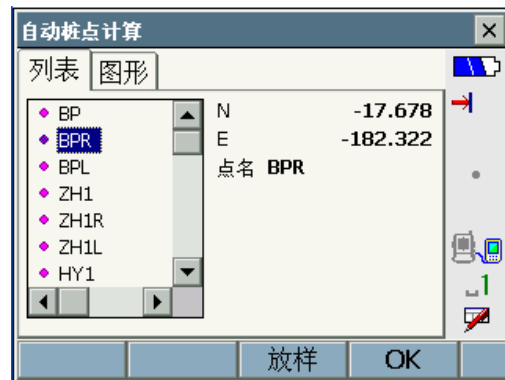 自动桩点计算
列表 图形
BP
BPR
BPL
ZH1
ZH1R
ZH1L
HY1
N -17.678
E -182.322
点名 BPR
1
放样 OK